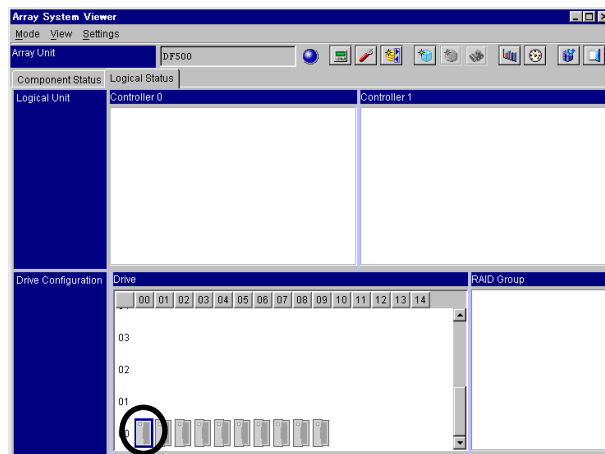 Array System Viewer
Mode View Settings
Array Unit DF500
Component Status Logical Status
Logical Unit Controller 0 Controller 1
Drive Configuration Drive RAID Group
00 01 02 03 04 05 06 07 08 09 10 11 12 13 14
03
02
01